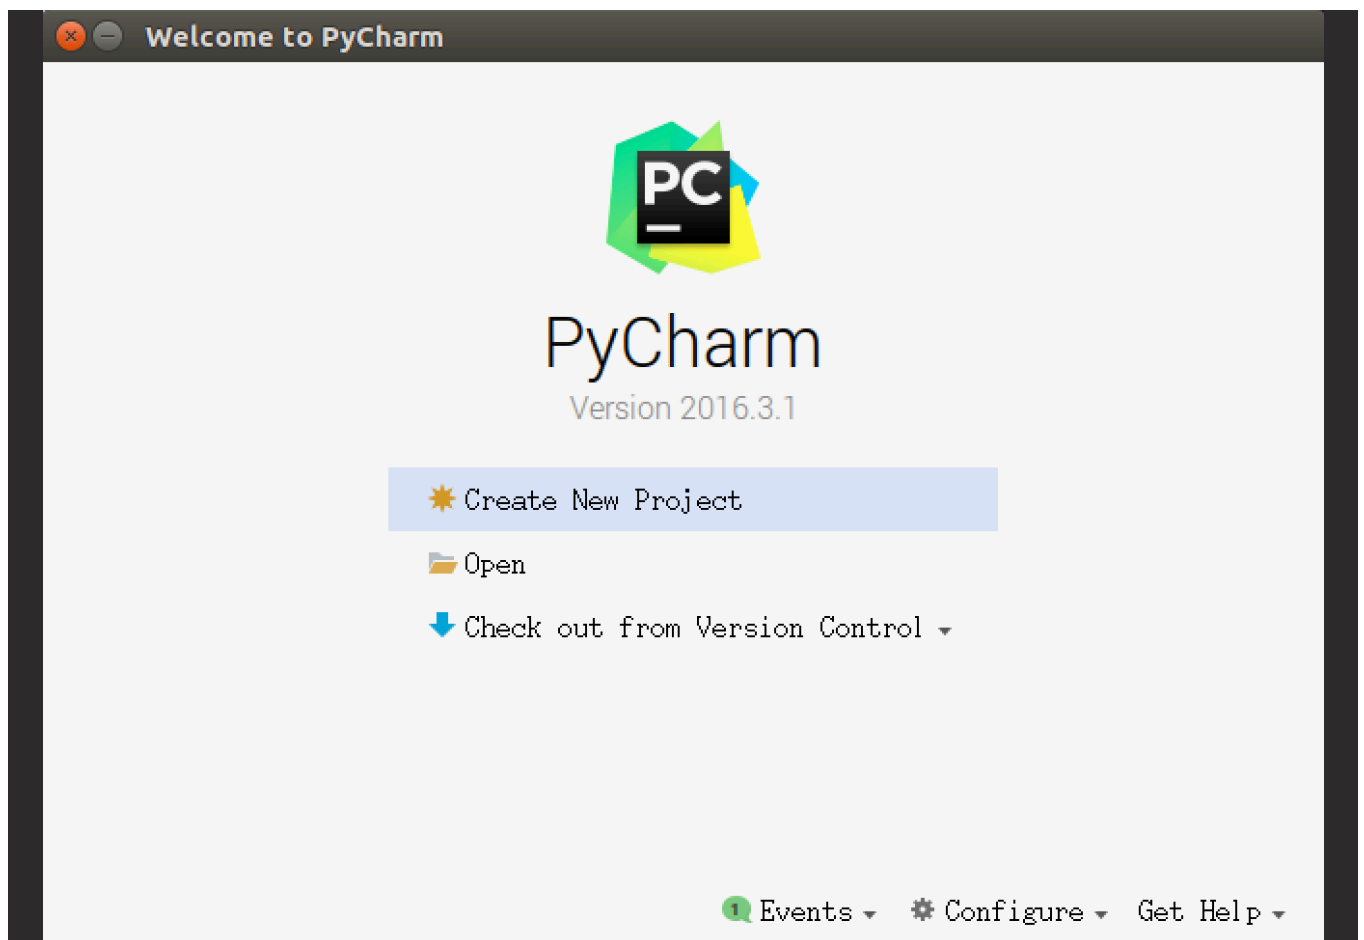 Welcome to PyCharm
PC
PyCharm
Version 2016.3.1
Create New Project
Open
Check out from Version Control
1 Events Configure Get Help